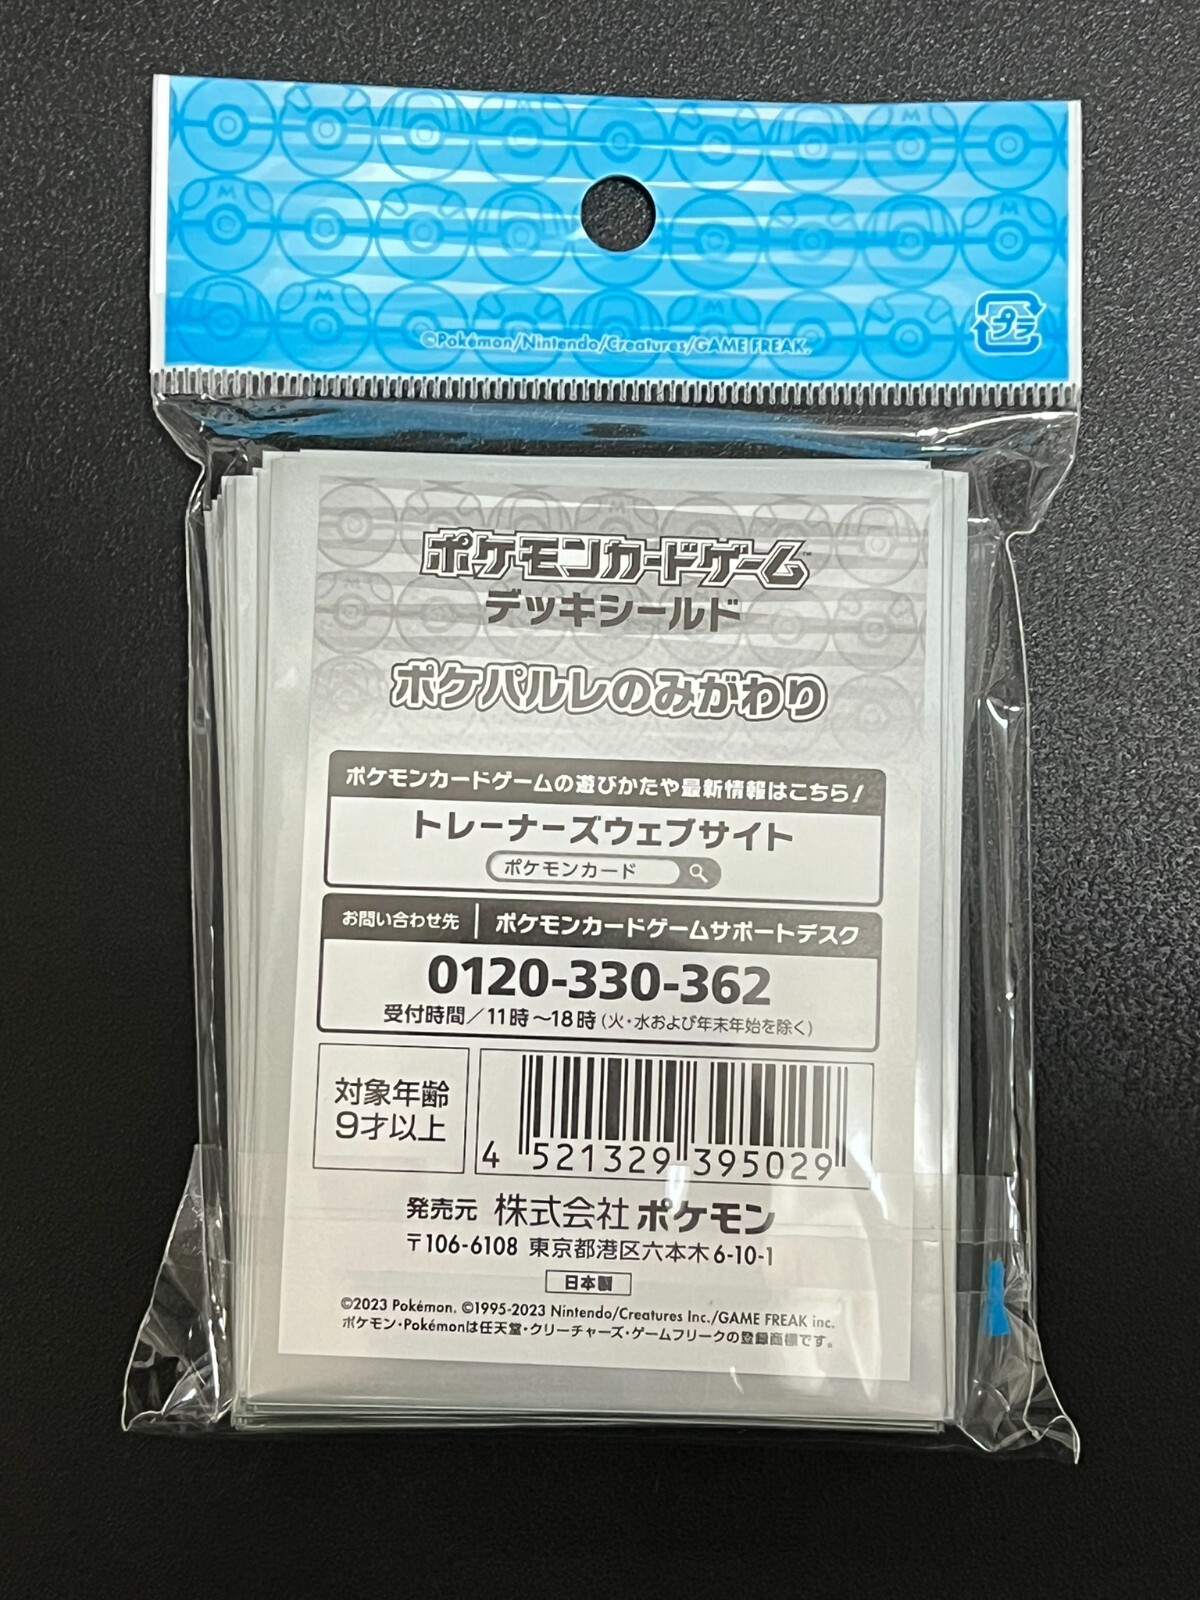 ©Pokémon/Nintendo/Creatures/GAME FREAK.
プラ
ポケモンカードゲーム™
デッキシールド
ポケパルレのみがわり
ポケモンカードゲームの遊びかたや最新情報はこちら!
トレーナーズウェブサイト
ポケモンカード
お問い合わせ先 ポケモンカードゲームサポートデスク
0120-330-362
受付時間/11時~18時(火・水および年末年始を除く)
対象年齢
9才以上
4 521329 395029
発売元 株式会社 ポケモン
〒106-6108 東京都港区六本木6-10-1
日本製
©2023 Pokémon. ©1995-2023 Nintendo/Creatures Inc./GAME FREAK inc.
ポケモン・Pokémonは任天堂・クリーチャーズ・ゲームフリークの登録商標です。